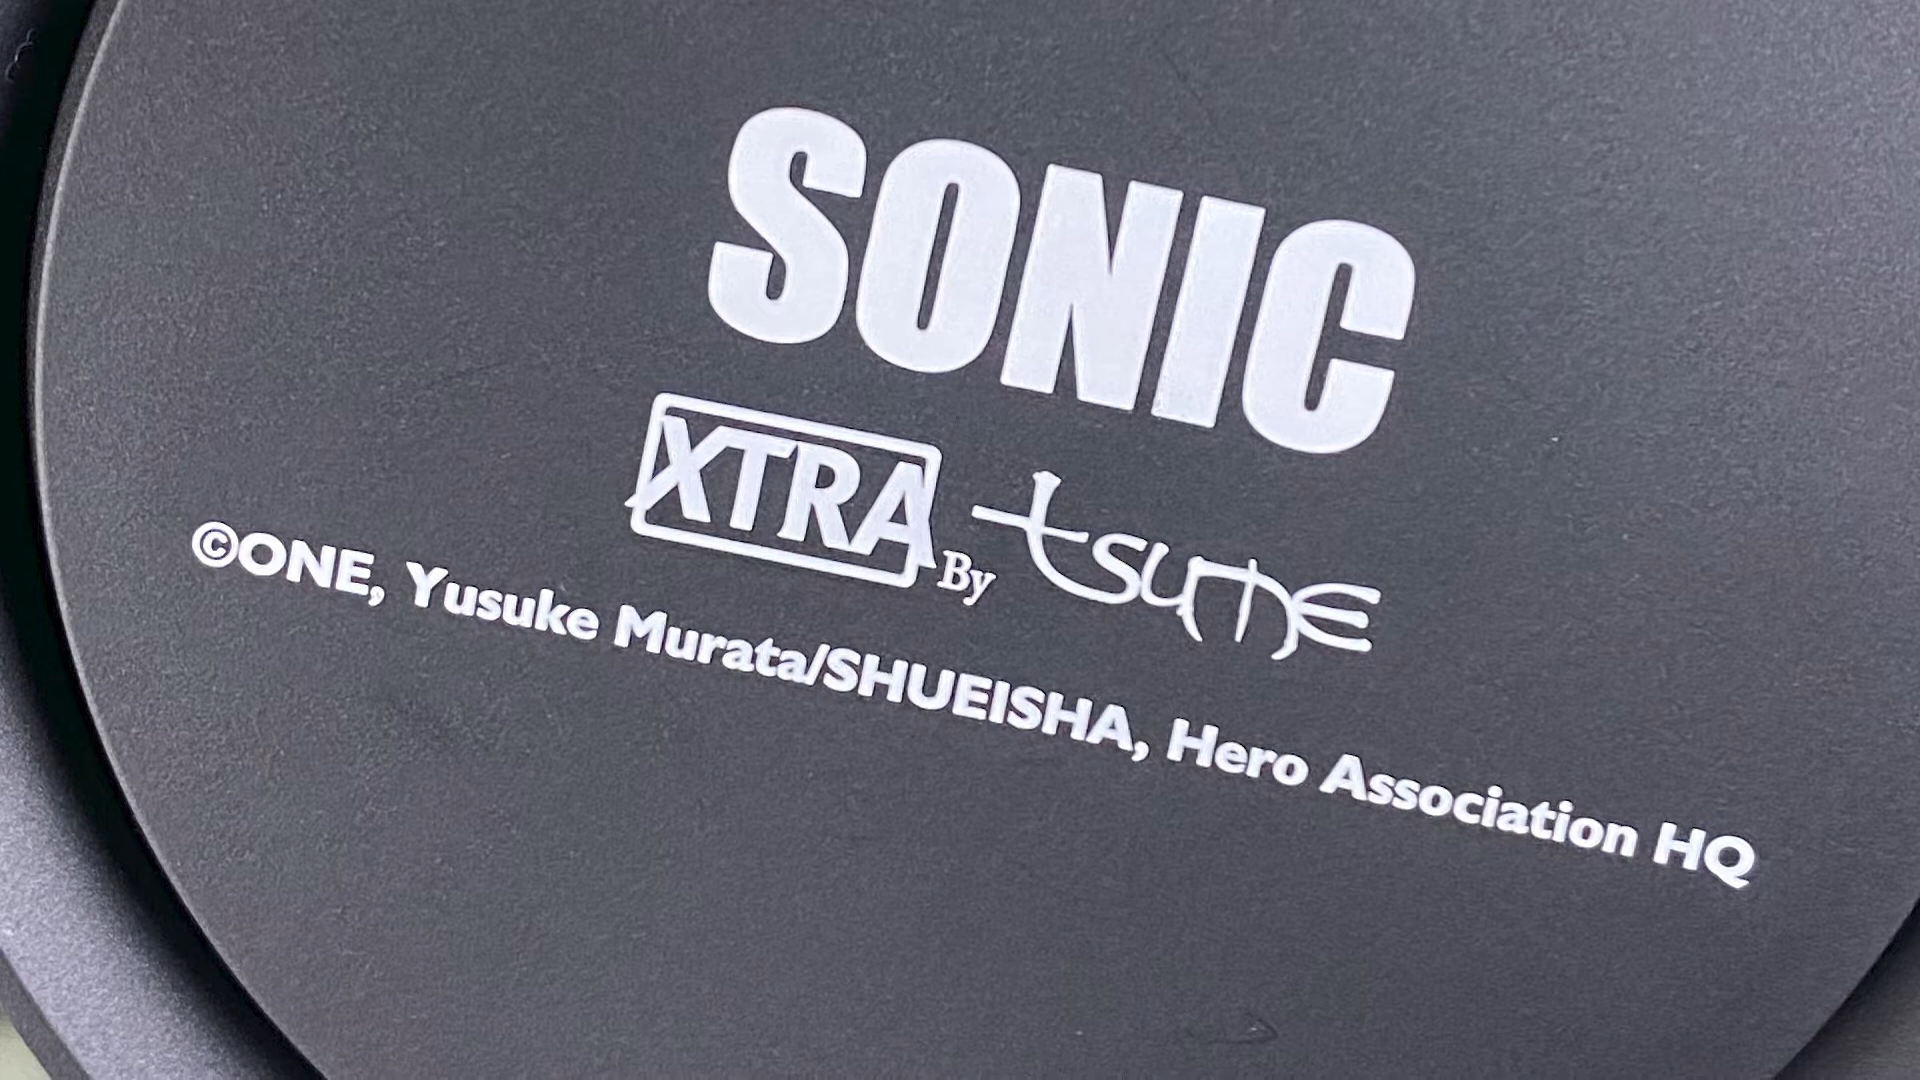 SONIC
XTRA By tsume
©ONE, Yusuke Murata/SHUEISHA, Hero Association HQ